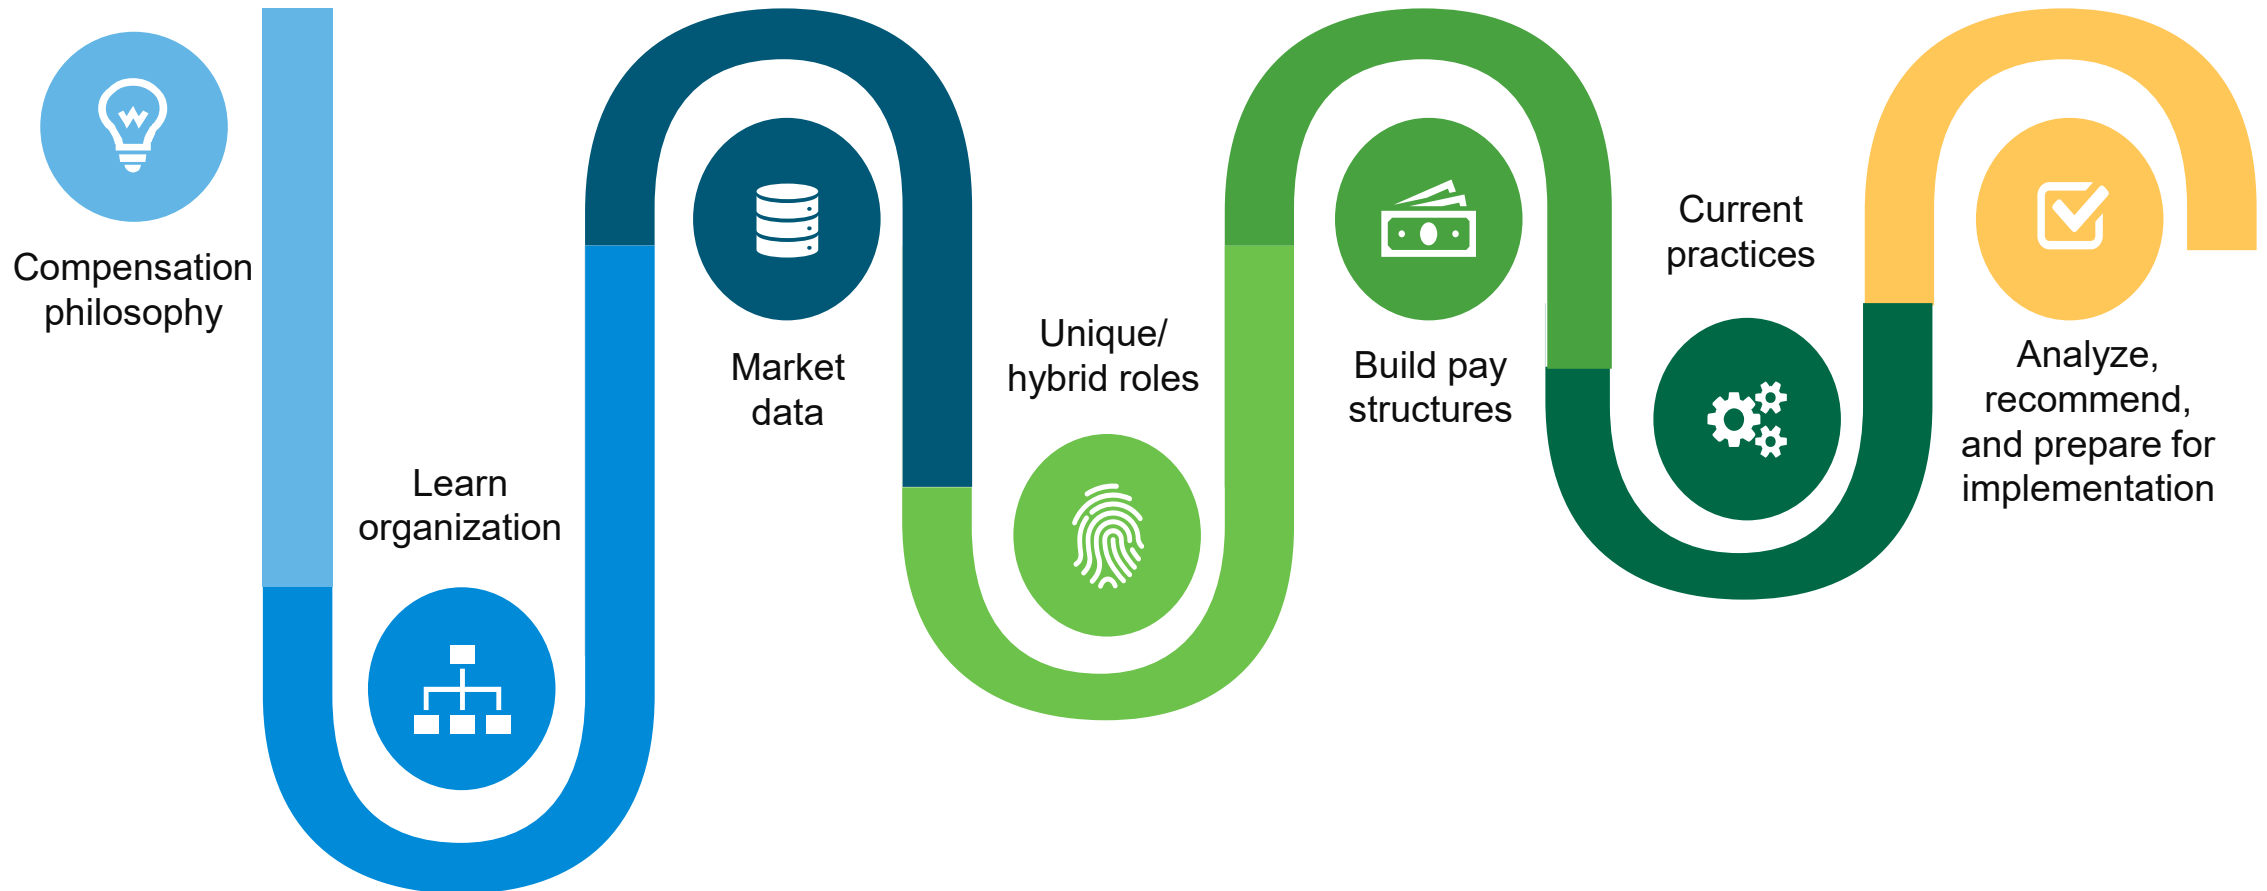 Compensation
philosophy
Learn
organization
Market
data
Unique/
hybrid roles
Build pay
structures
Current
practices
Analyze,
recommend,
and prepare for
implementation